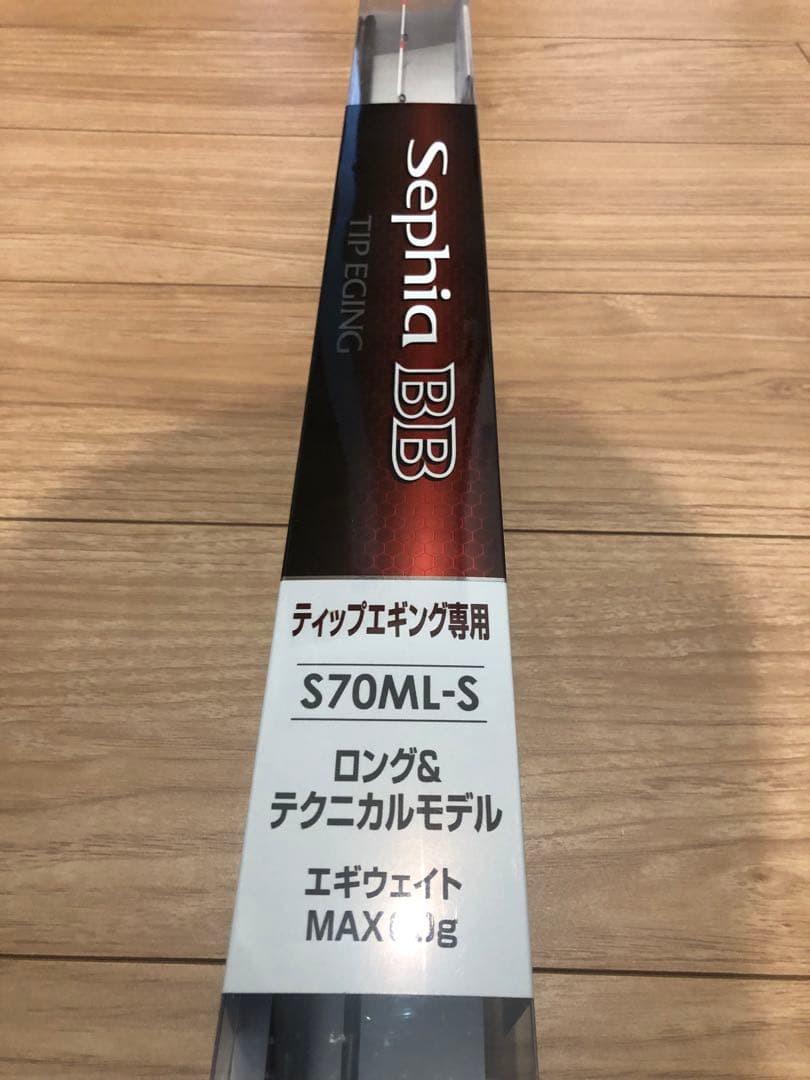 Sephia BB
TIP EGING
ティップエギング専用
S70ML-S
ロング&
テクニカルモデル
エギウェイト
MAX